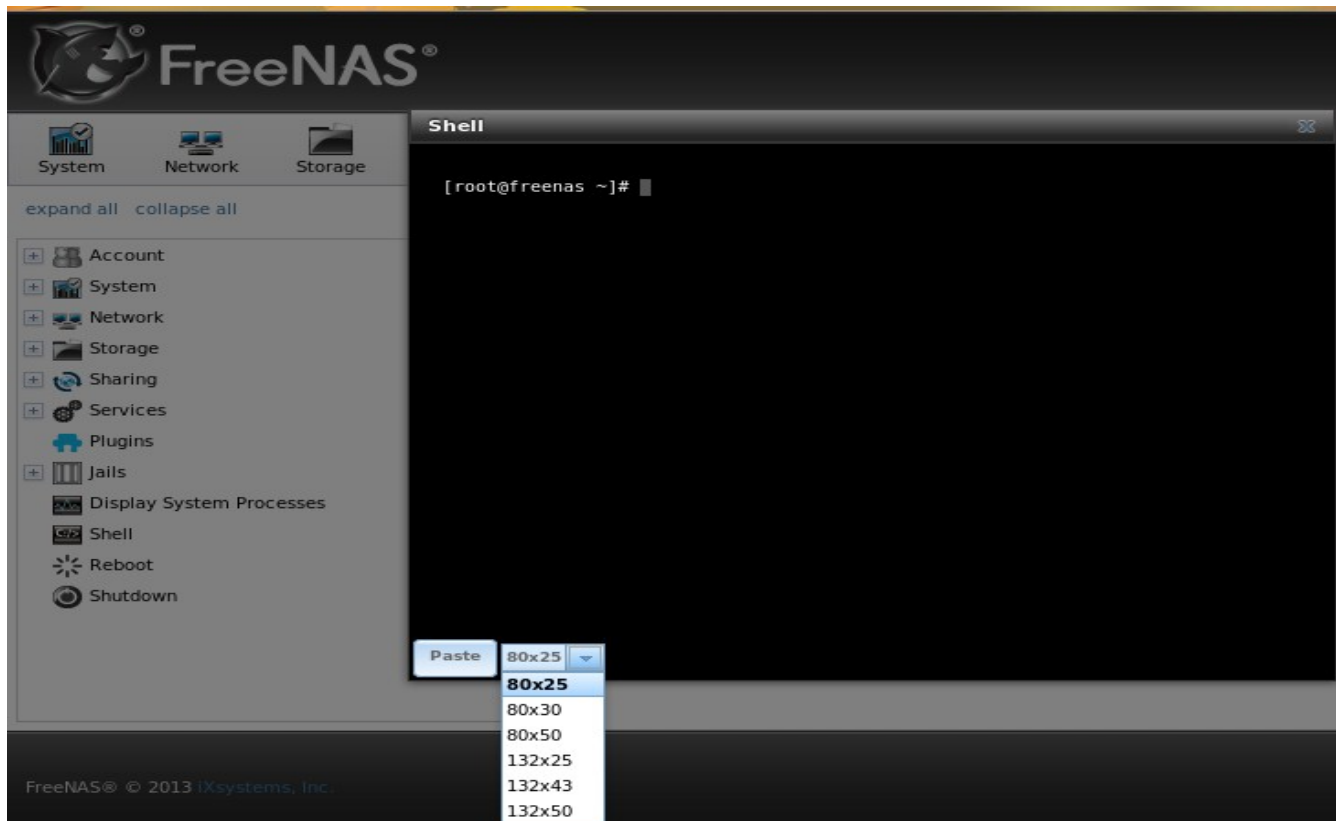 FreeNAS®
System Network Storage
Shell
[root@freenas ~]#
expand all collapse all
Account
System
Network
Storage
Sharing
Services
Plugins
Jails
Display System Processes
Shell
Reboot
Shutdown
Paste 80x25
80x25
80x30
80x50
132x25
132x43
132x50
FreeNAS® © 2013 iXsystems, Inc.